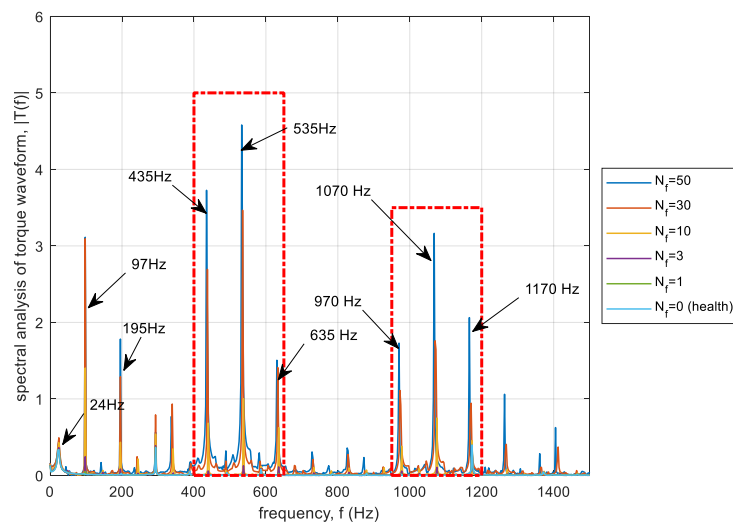 6
5
4
3
2
1
0
0 200 400 600 800 1000 1200 1400
spectral analysis of torque waveform, |T(f)|
frequency, f (Hz)
535Hz
435Hz
1070 Hz
97Hz
195Hz
970 Hz
1170 Hz
635 Hz
24Hz
N_f=50
N_f=30
N_f=10
N_f=3
N_f=1
N_f=0 (health)